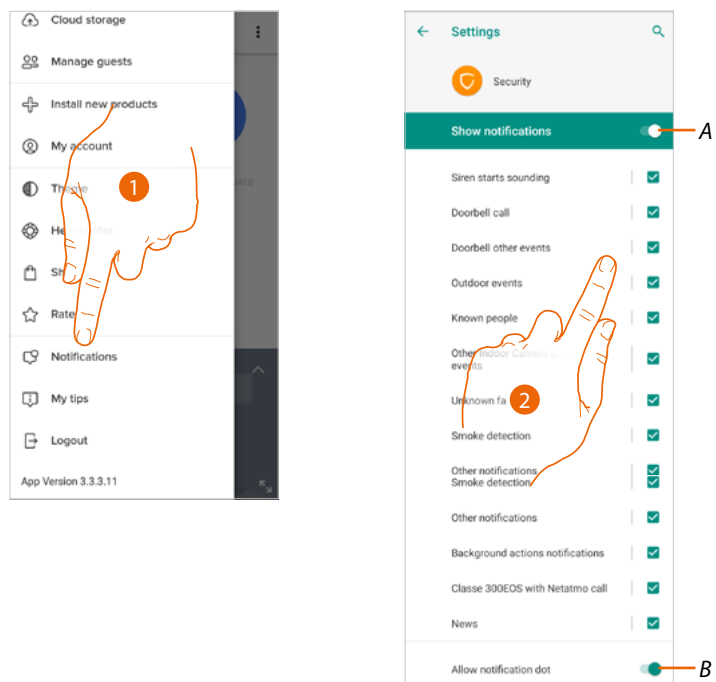 Cloud storage
Manage guests
Install new products
My account
Notifications
My tips
Logout
App Version 3.3.3.11
1
Settings
Security
Show notifications
A
Siren starts sounding
Doorbell call
Doorbell other events
Outdoor events
Known people
Other Indoor Camera
events
Unknown fa
2
Smoke detection
Other notifications
Smoke detection
Other notifications
Background actions notifications
Classe 300EOS with Netatmo call
News
Allow notification dot
B